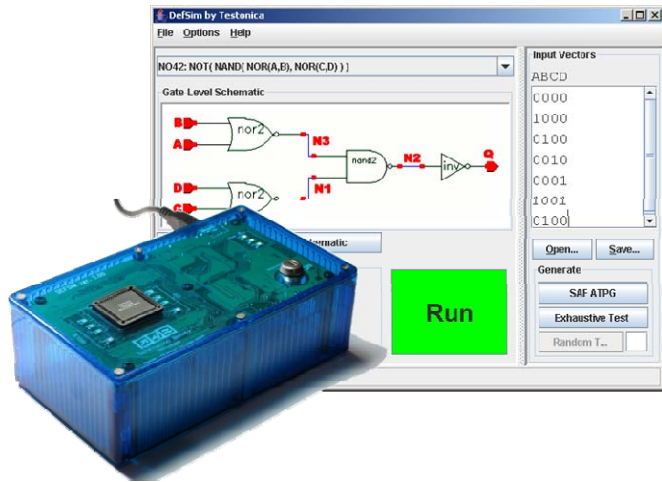 DefSim by Testonica
File Options Help
NO42: NOT( NAND( NOR(A,B), NOR(C,D) ) )
Gate Level Schematic
B
A
nor2
N3
nand2
N2
inv
Q
D
C
nor2
N1
Run
Input Vectors
ABCD
0000
1000
0100
0010
0001
1001
0100
Open...
Save...
Generate
SAF ATPG
Exhaustive Test
Random T...